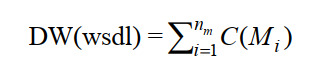 DW(wsdl) = ∑_{i=1}^{n_m} C(M_i)